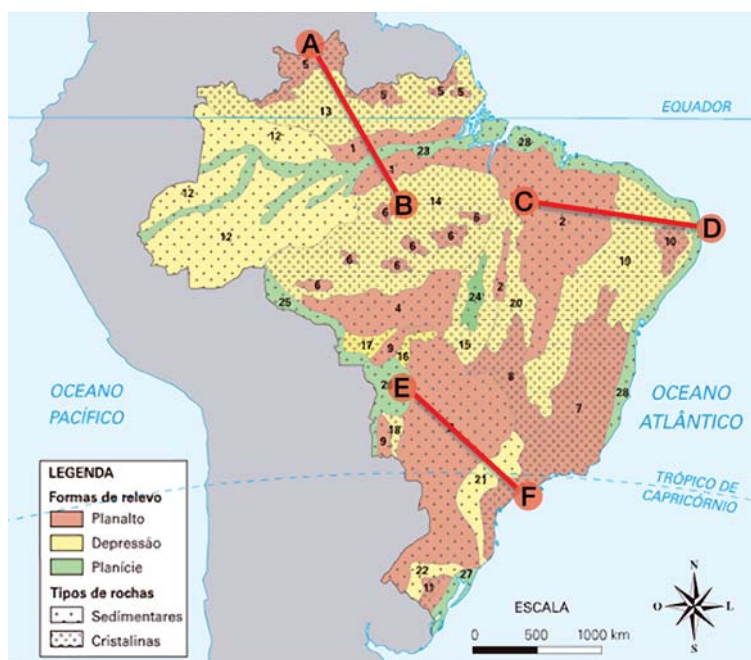 A
5
5
5
5
EQUADOR
13
12
1
23
28
12
1
B
14
C
D
6
2
6
12
10
6
6
19
6
6
2
24
20
25
4
17
9
15
16
8
E
28
7
18
9
OCEANO
PACÍFICO
OCEANO
ATLÂNTICO
F
21
TRÓPICO DE
CAPRICÓRNIO
22
27
11
LEGENDA
Formas de relevo
Planalto
Depressão
Planície
Tipos de rochas
Sedimentares
Cristalinas
ESCALA
0 500 1000 km
N
O L
S